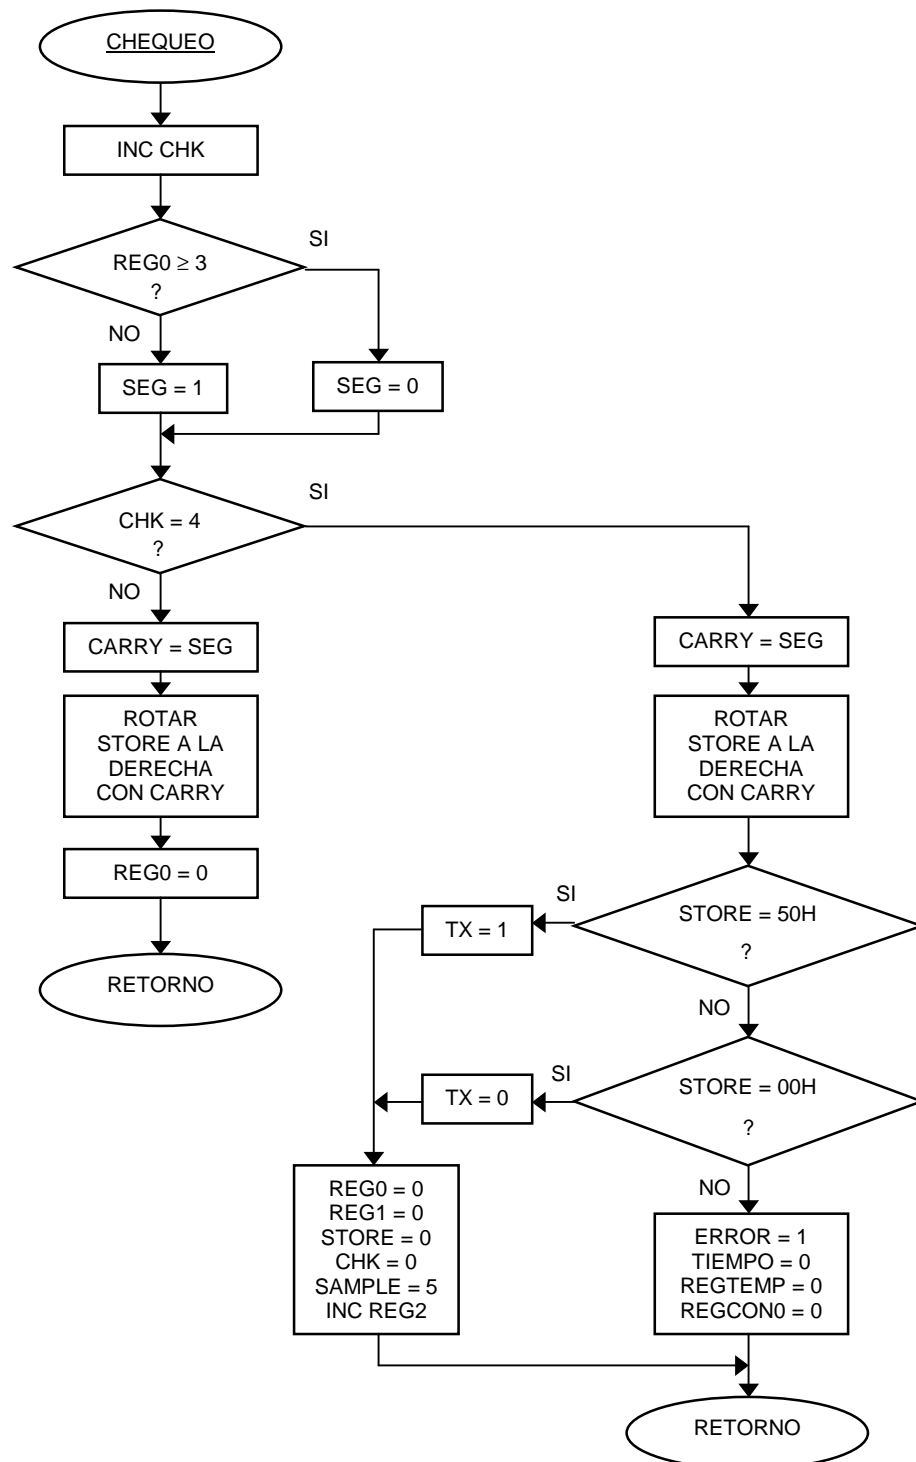 CHEQUEO
INC CHK
SI
REG0 ≥ 3
?
NO
SEG = 1
SEG = 0
SI
CHK = 4
?
NO
CARRY = SEG
ROTAR
STORE A LA
DERECHA
CON CARRY
REG0 = 0
RETORNO
CARRY = SEG
ROTAR
STORE A LA
DERECHA
CON CARRY
SI
STORE = 50H
?
TX = 1
NO
SI
STORE = 00H
?
TX = 0
NO
REG0 = 0
REG1 = 0
STORE = 0
CHK = 0
SAMPLE = 5
INC REG2
ERROR = 1
TIEMPO = 0
REGTEMP = 0
REGCON0 = 0
RETORNO